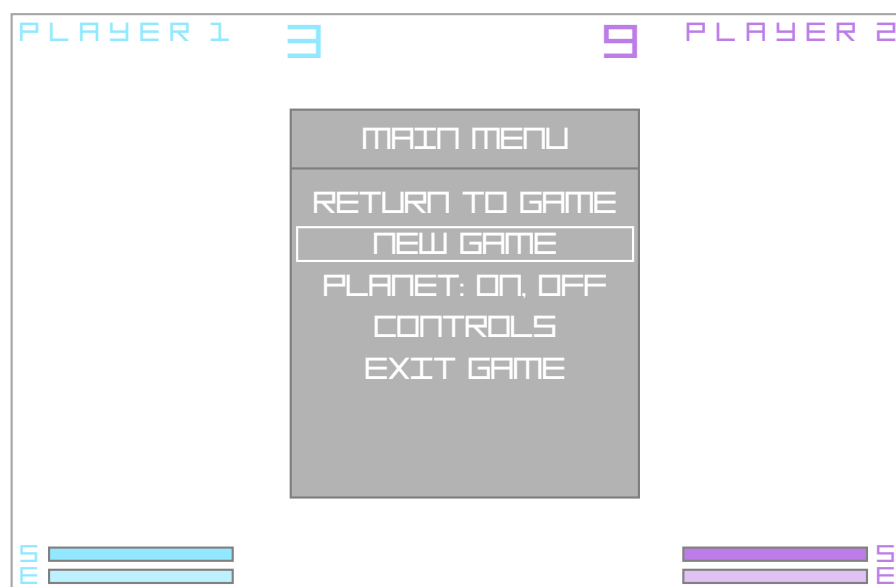 PLAYER 1 3 9 PLAYER 2
MAIN MENU
RETURN TO GAME
NEW GAME
PLANET: ON, OFF
CONTROLS
EXIT GAME
S S
E E